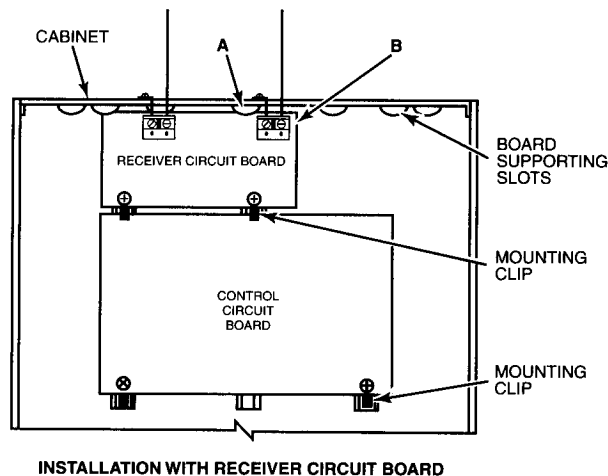 CABINET
A
B
RECEIVER CIRCUIT BOARD
BOARD
SUPPORTING
SLOTS
MOUNTING
CLIP
CONTROL
CIRCUIT
BOARD
MOUNTING
CLIP
INSTALLATION WITH RECEIVER CIRCUIT BOARD